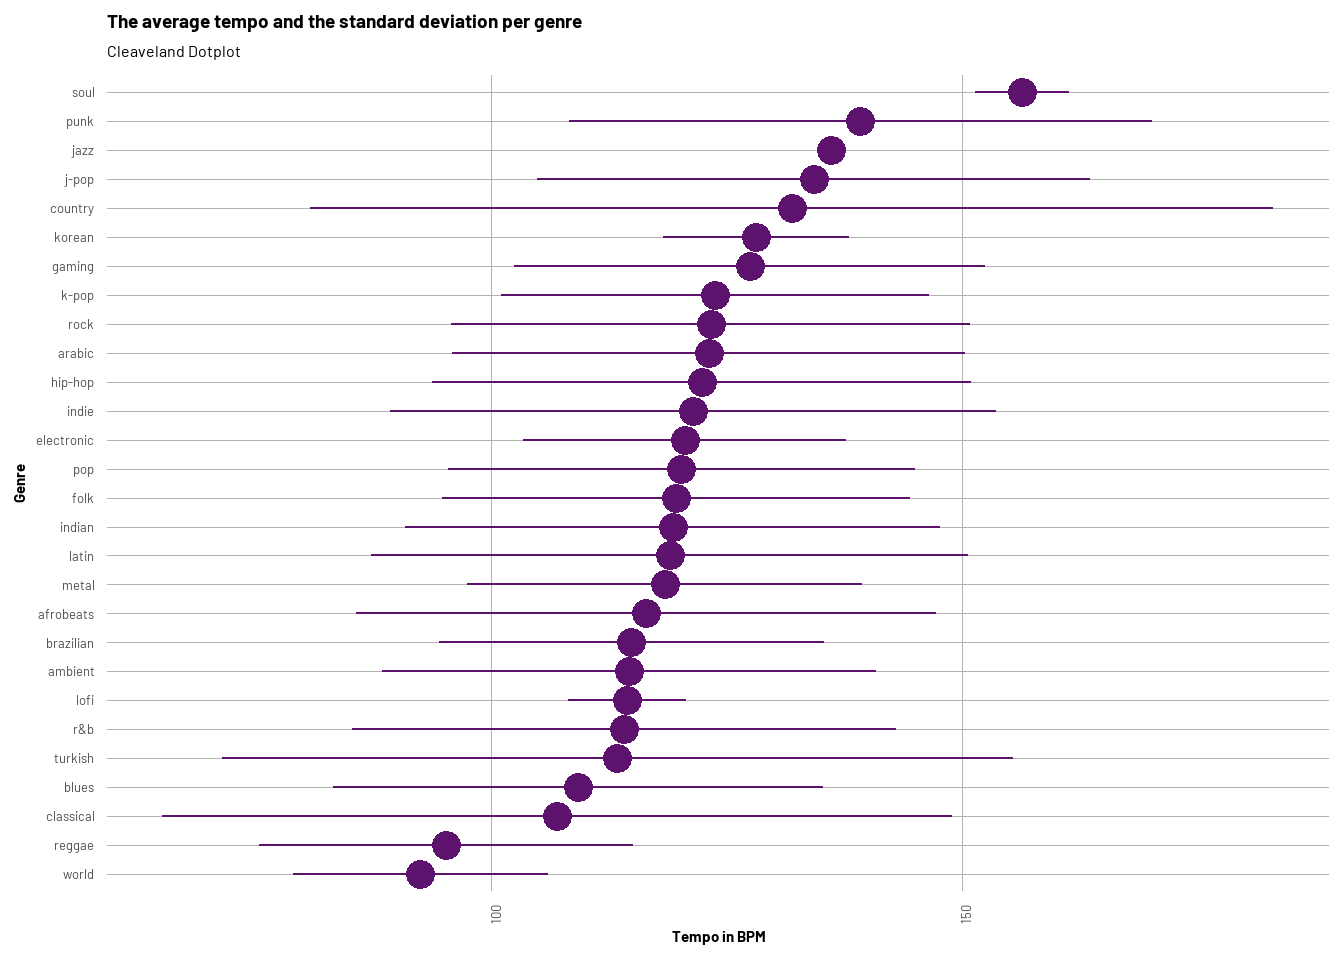 The average tempo and the standard deviation per genre
Cleaveland Dotplot
soul
punk
jazz
j-pop
country
korean
gaming
k-pop
rock
arabic
hip-hop
indie
electronic
pop
folk
indian
latin
metal
afrobeats
brazilian
ambient
lofi
r&b
turkish
blues
classical
reggae
world
Genre
100
150
Tempo in BPM